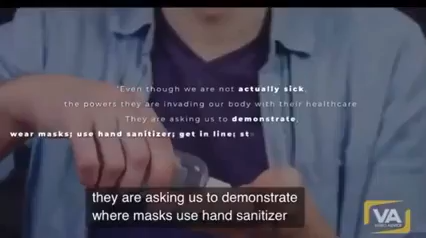 "Even though we are not actually sick,
the powers they are invading our body with their healthcare
They are asking us to demonstrate,
wear masks; use hand sanitizer; get in line; st
they are asking us to demonstrate
where masks use hand sanitizer
VA